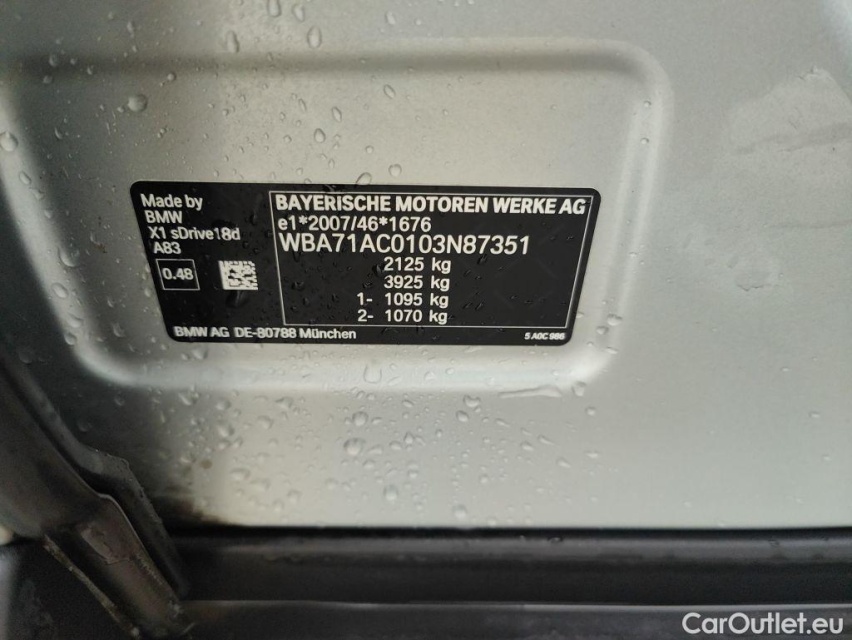 Made by
BMW
X1 sDrive18d
A83
0.48
BMW AG DE-80788 München
BAYERISCHE MOTOREN WERKE AG
e1*2007/46*1676
WBA71AC0103N87351
2125 kg
3925 kg
1- 1095 kg
2- 1070 kg
5 A0C 986
CarOutlet.eu